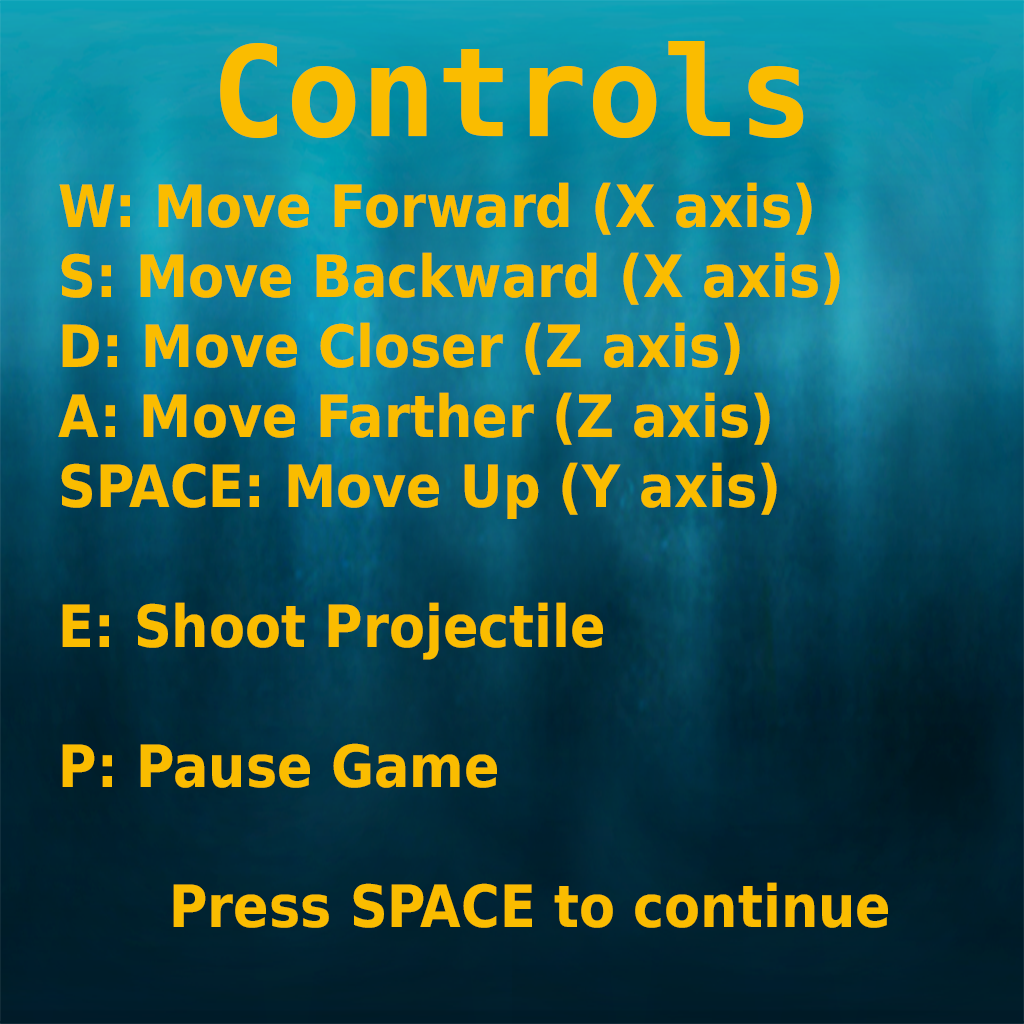 Controls
W: Move Forward (X axis)
S: Move Backward (X axis)
D: Move Closer (Z axis)
A: Move Farther (Z axis)
SPACE: Move Up (Y axis)
E: Shoot Projectile
P: Pause Game
Press SPACE to continue